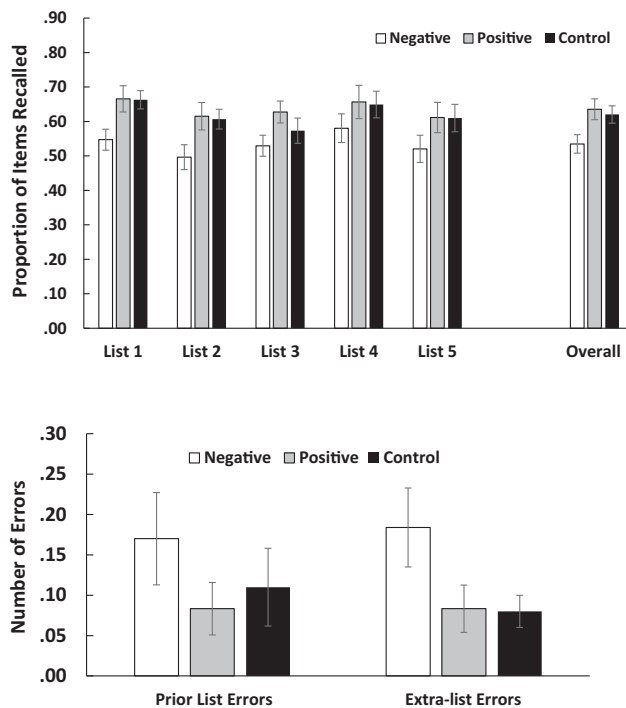 .90
Negative Positive Control
.80
.70
.60
.50
.40
.30
.20
.10
.00
Proportion of Items Recalled
List 1 List 2 List 3 List 4 List 5 Overall
.30
Negative Positive Control
.25
.20
.15
.10
.05
.00
Number of Errors
Prior List Errors Extra-list Errors